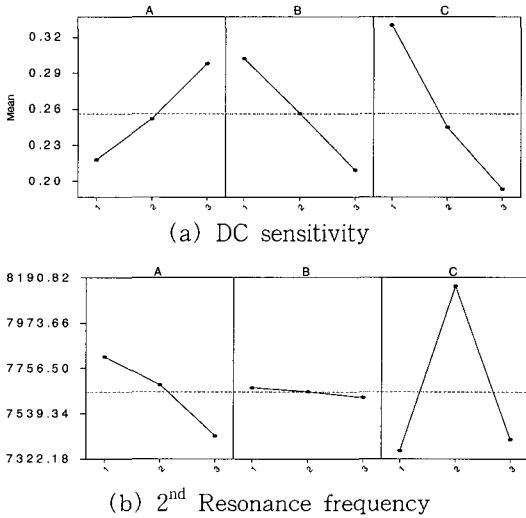 A B C
0.32
0.29
0.26
0.23
0.20
Mean
1 2 3 1 2 3 1 2 3
(a) DC sensitivity
A B C
8190.82
7973.66
7756.50
7539.34
7322.18
1 2 3 1 2 3 1 2 3
(b) 2nd Resonance frequency